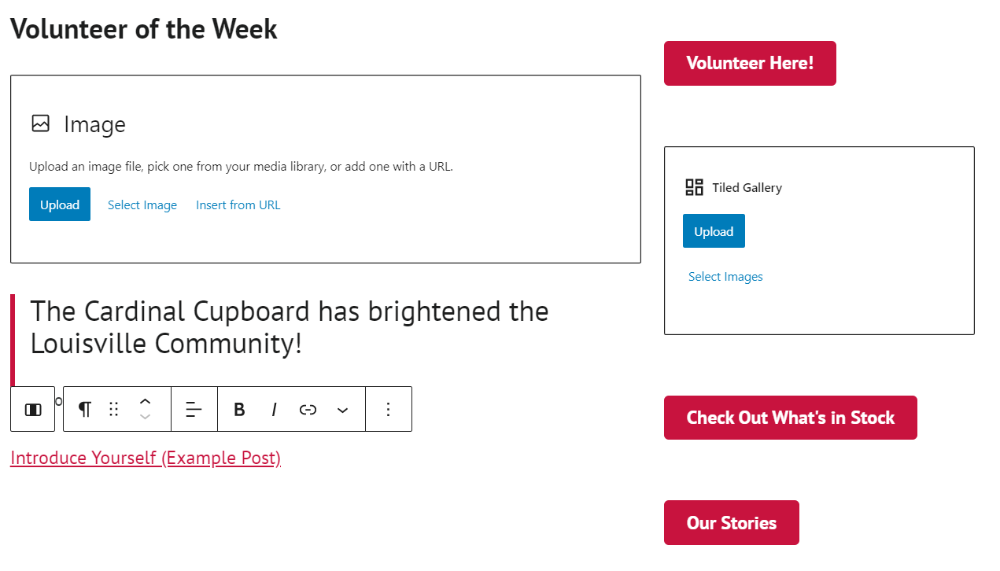 Volunteer of the Week
Image
Upload an image file, pick one from your media library, or add one with a URL.
Upload Select Image Insert from URL
The Cardinal Cupboard has brightened the
Louisville Community!
B I
Introduce Yourself (Example Post)
Volunteer Here!
Tiled Gallery
Upload
Select Images
Check Out What's in Stock
Our Stories